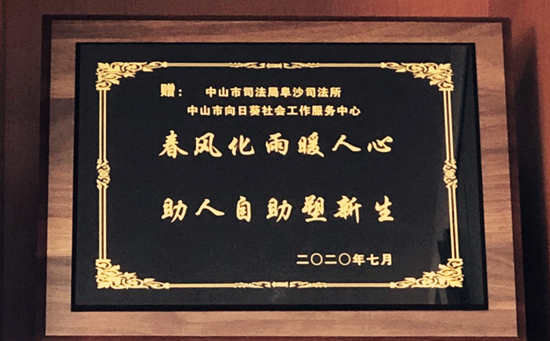 赠：中山市司法局阜沙司法所
中山市向日葵社会工作服务中心
春风化雨暖人心
助人自助塑新生
二〇二〇年七月